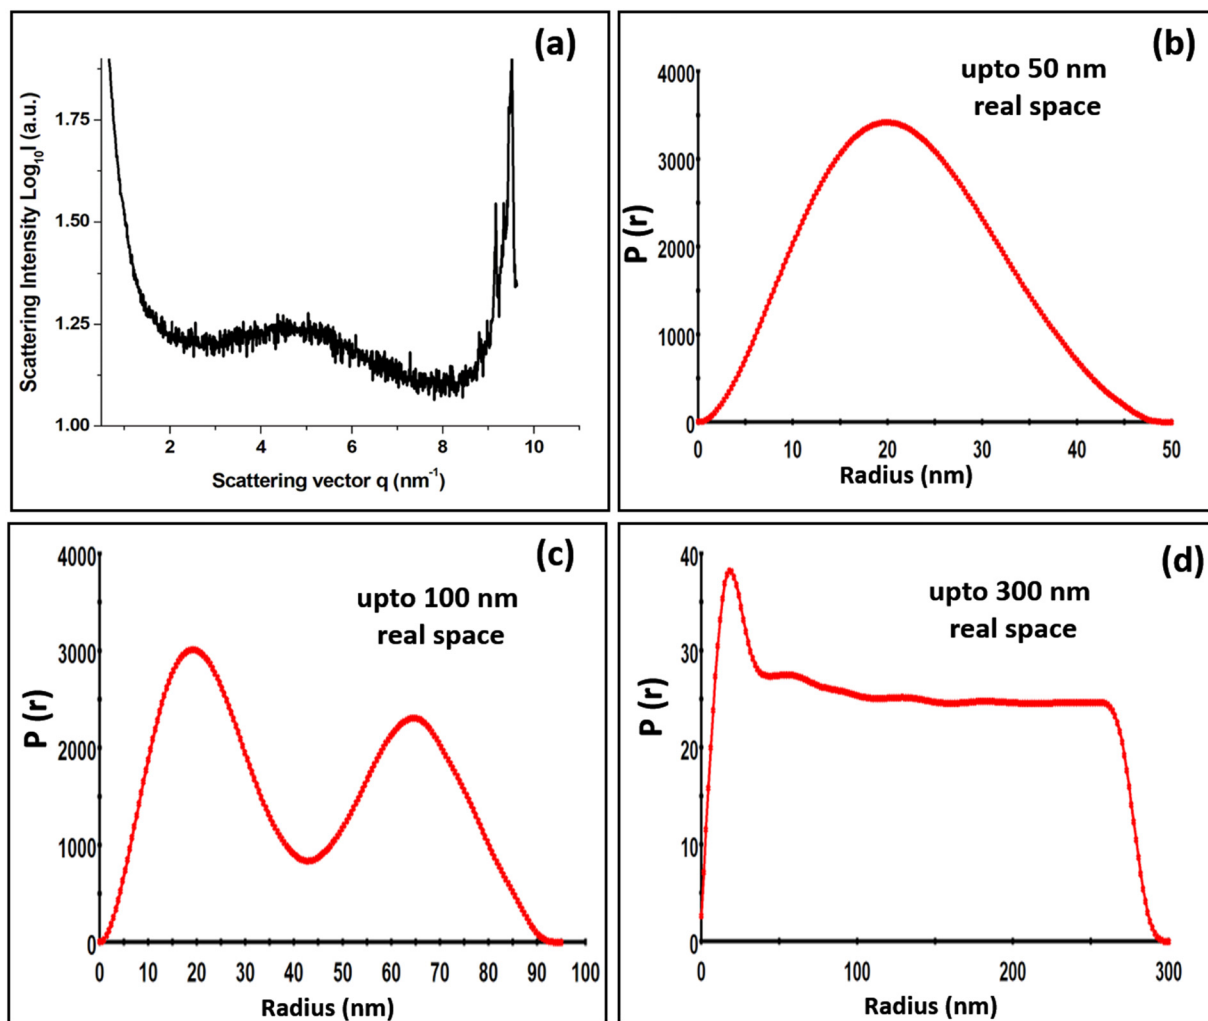 (a)
Scattering Intensity Log10I (a.u.)
1.75
1.50
1.25
1.00
2 4 6 8 10
Scattering vector q (nm-1)
(b)
upto 50 nm
real space
P (r)
4000
3000
2000
1000
0
0 10 20 30 40 50
Radius (nm)
(c)
upto 100 nm
real space
P (r)
4000
3000
2000
1000
0
0 10 20 30 40 50 60 70 80 90 100
Radius (nm)
(d)
upto 300 nm
real space
P (r)
40
30
20
10
0
0 100 200 300
Radius (nm)